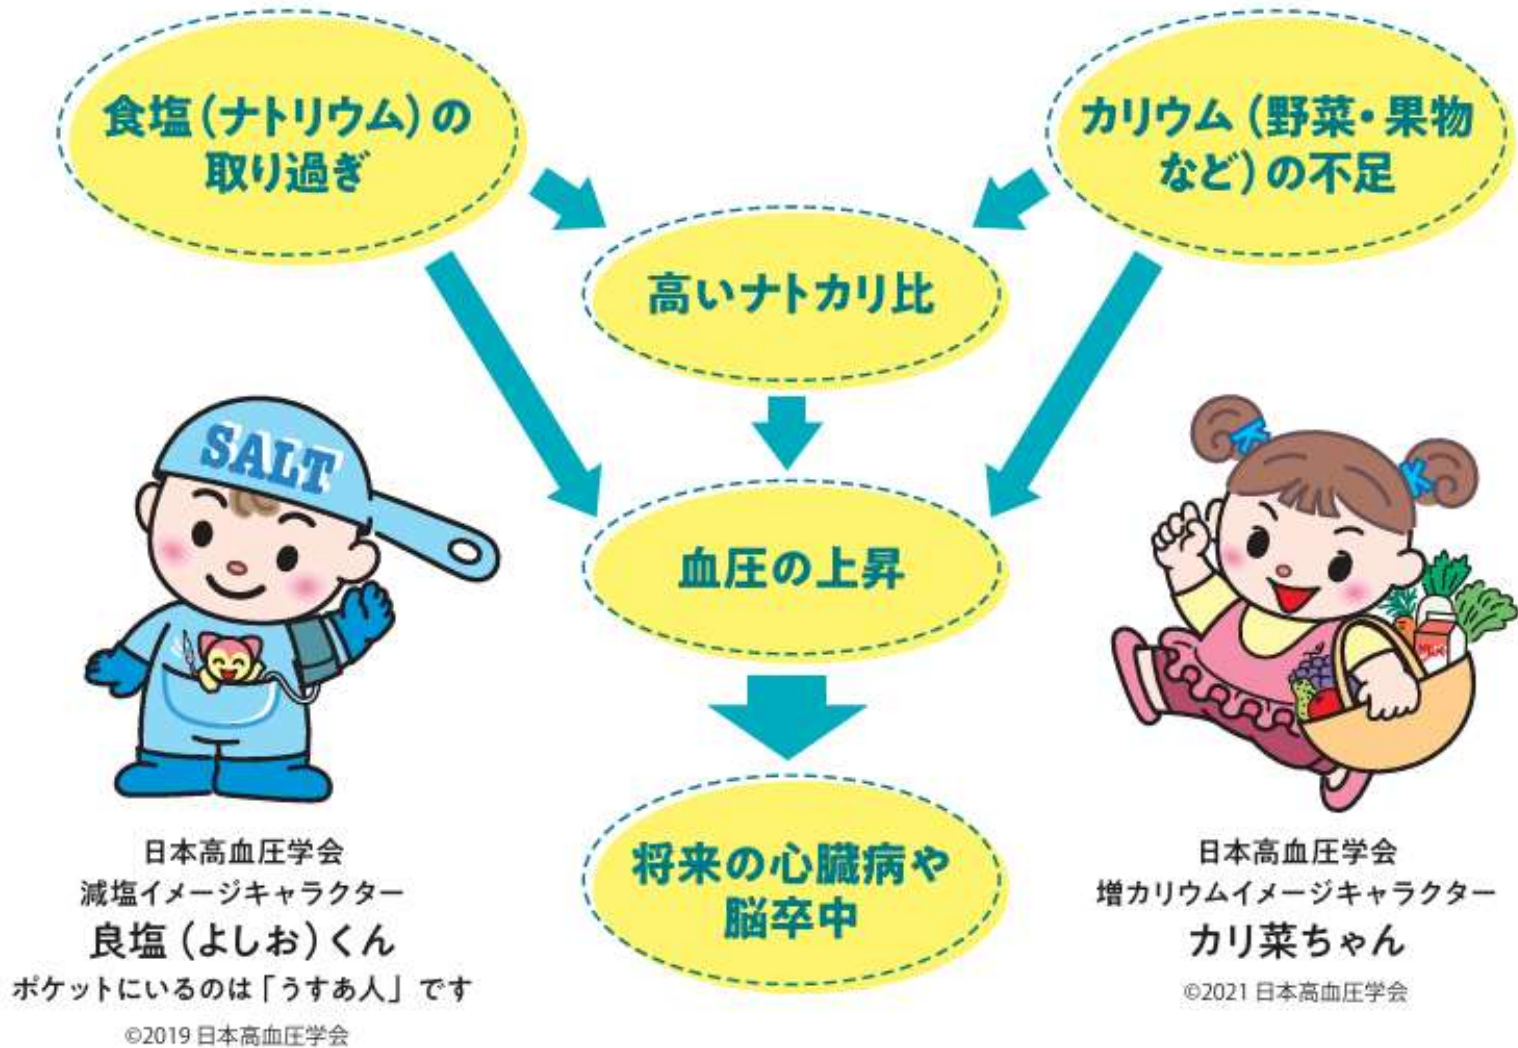 食塩(ナトリウム)の
取り過ぎ
カリウム(野菜・果物
など)の不足
高いナトカリ比
血圧の上昇
将来の心臓病や
脳卒中
SALT
日本高血圧学会
減塩イメージキャラクター
良塩(よしお)くん
ポケットにいるのは「うすあ人」です
©2019 日本高血圧学会
MILK
日本高血圧学会
増カリウムイメージキャラクター
カリ菜ちゃん
©2021 日本高血圧学会